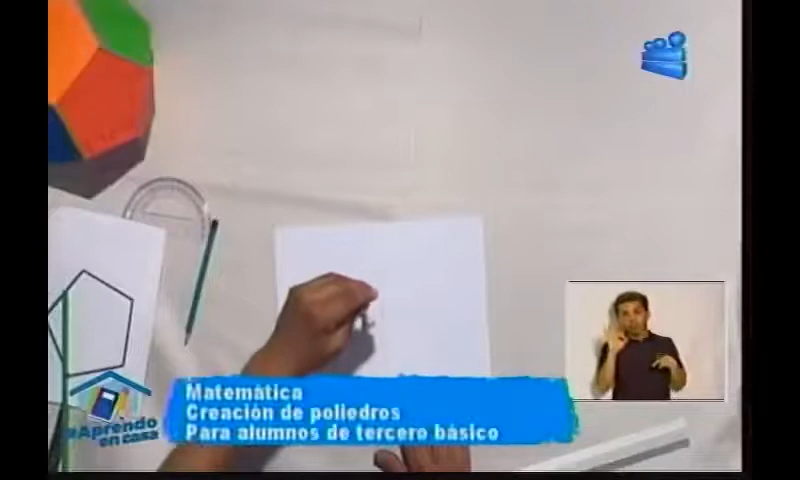 Matemática
Creación de poliedros
Para alumnos de tercero básico
#Aprendo
en casa